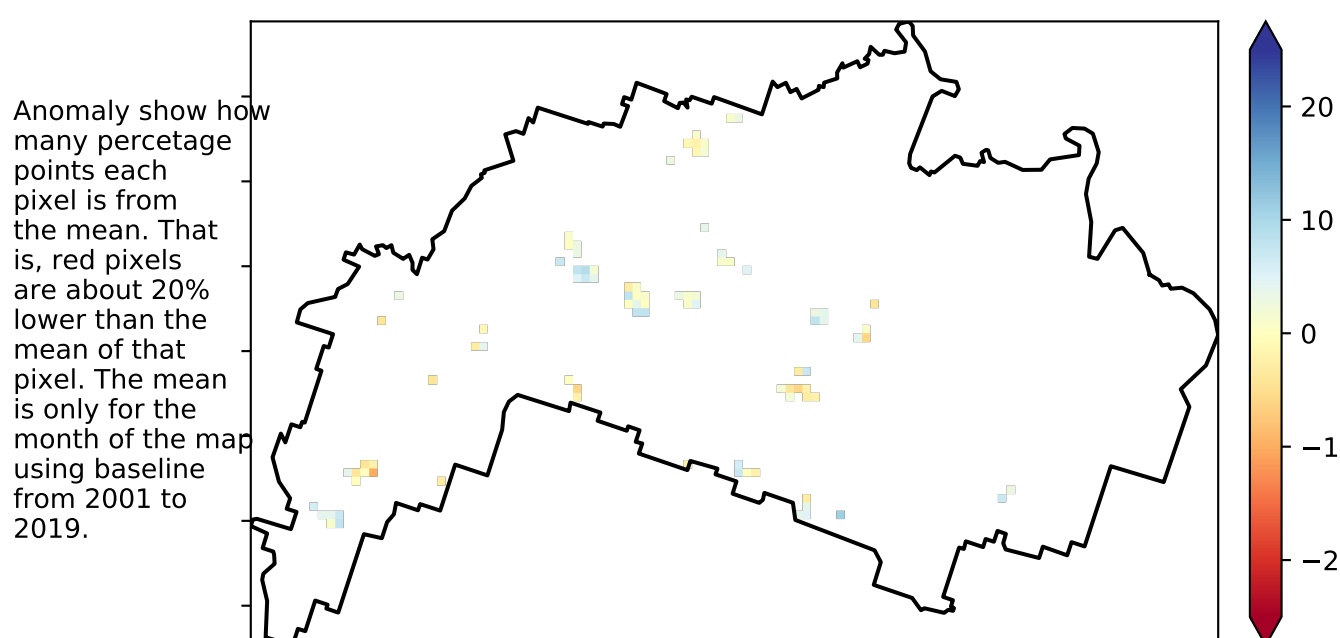 Anomaly show how
many percetage
points each
pixel is from
the mean. That
is, red pixels
are about 20%
lower than the
mean of that
pixel. The mean
is only for the
month of the map
using baseline
from 2001 to
2019.
20
10
0
−1
−2